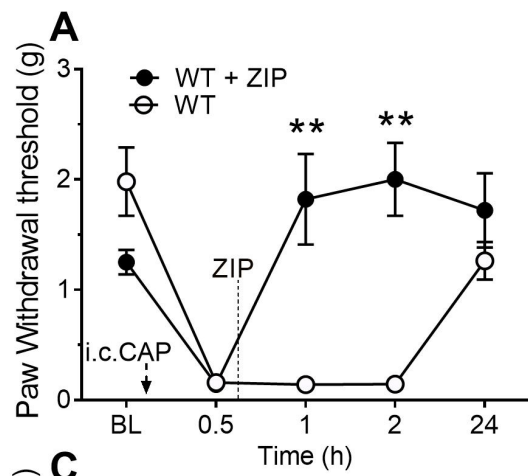 A
Paw Withdrawal threshold (g)
3
2
1
0
WT + ZIP
WT
**
**
ZIP
i.c.CAP
BL
0.5
1
2
24
Time (h)
C
)